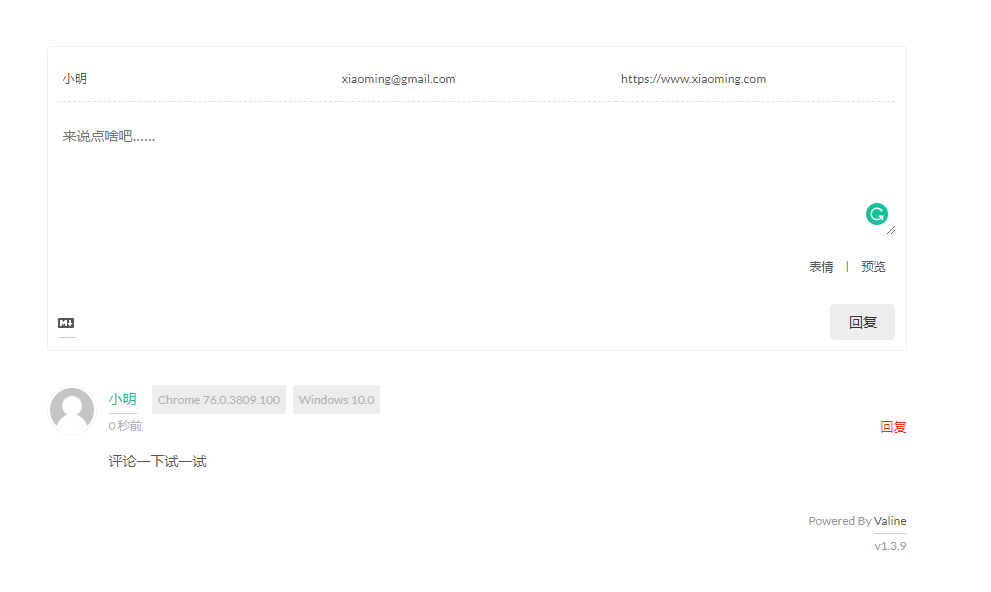 小明 xiaoming@gmail.com https://www.xiaoming.com
来说点啥吧......
表情 | 预览
M↓ 回复
小明 Chrome 76.0.3809.100 Windows 10.0
0 秒前 回复
评论一下试一试
Powered By Valine
v1.3.9